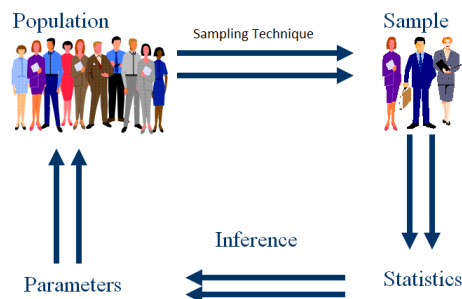 Population
Sampling Technique
Sample
Inference
Parameters
Statistics